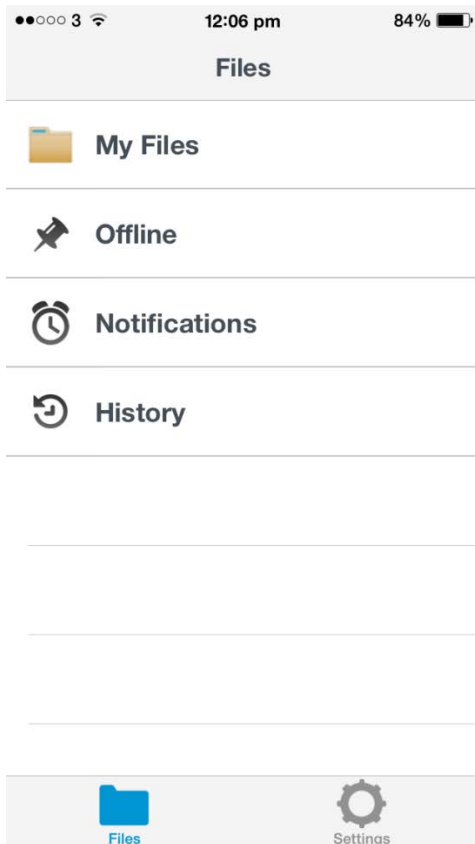 3 12:06 pm 84%
Files
My Files
Offline
Notifications
History
Files Settings